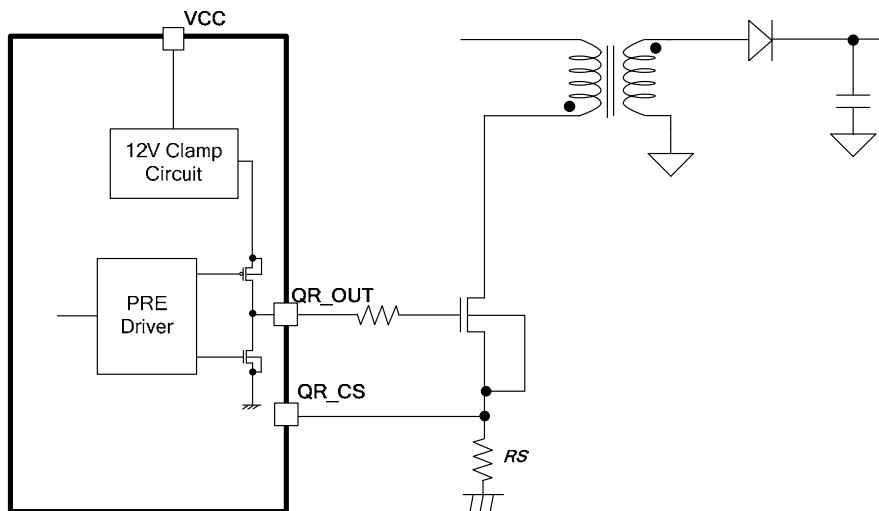 VCC
12V Clamp
Circuit
PRE
Driver
QR_OUT
QR_CS
RS